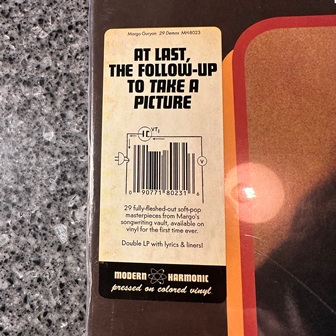 Margo Guryan 29 Demos MH-8023
AT LAST,
THE FOLLOW-UP
TO TAKE A
PICTURE
VT₁
V
0 90771 80231 6
29 fully-fleshed-out soft-pop
masterpieces from Margo's
songwriting vault, available on
vinyl for the first time ever.
Double LP with lyrics & liners!
MODERN HARMONIC
pressed on colored vinyl